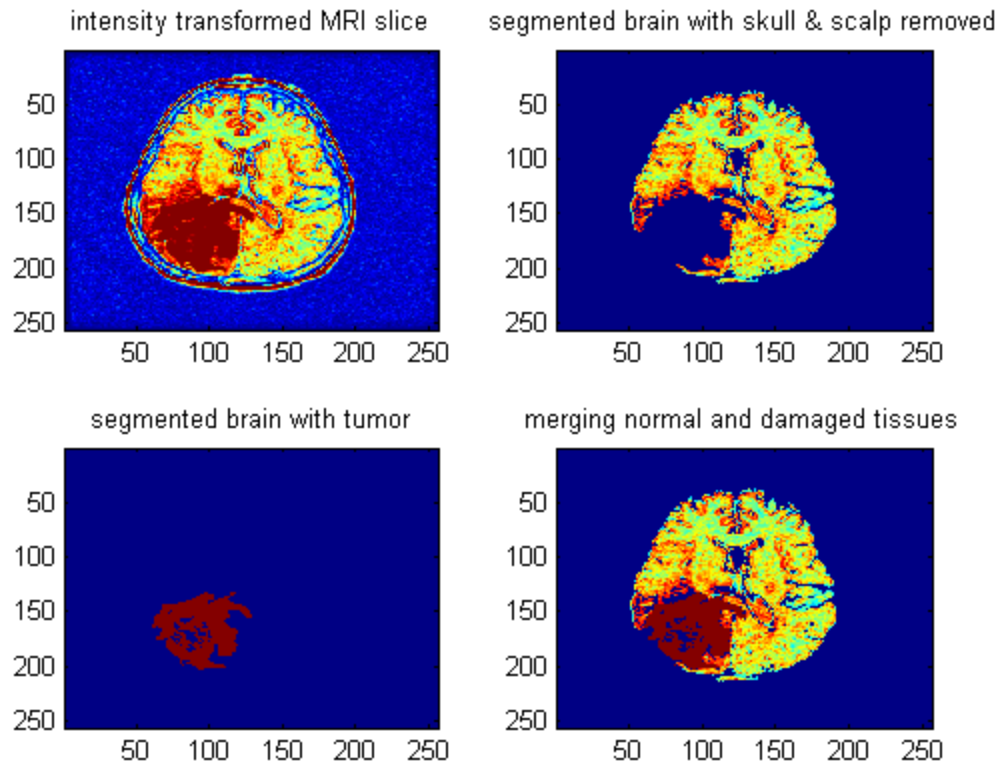 intensity transformed MRI slice
segmented brain with skull & scalp removed
50
100
150
200
250
50 100 150 200 250
50
100
150
200
250
50 100 150 200 250
segmented brain with tumor
merging normal and damaged tissues
50
100
150
200
250
50 100 150 200 250
50
100
150
200
250
50 100 150 200 250